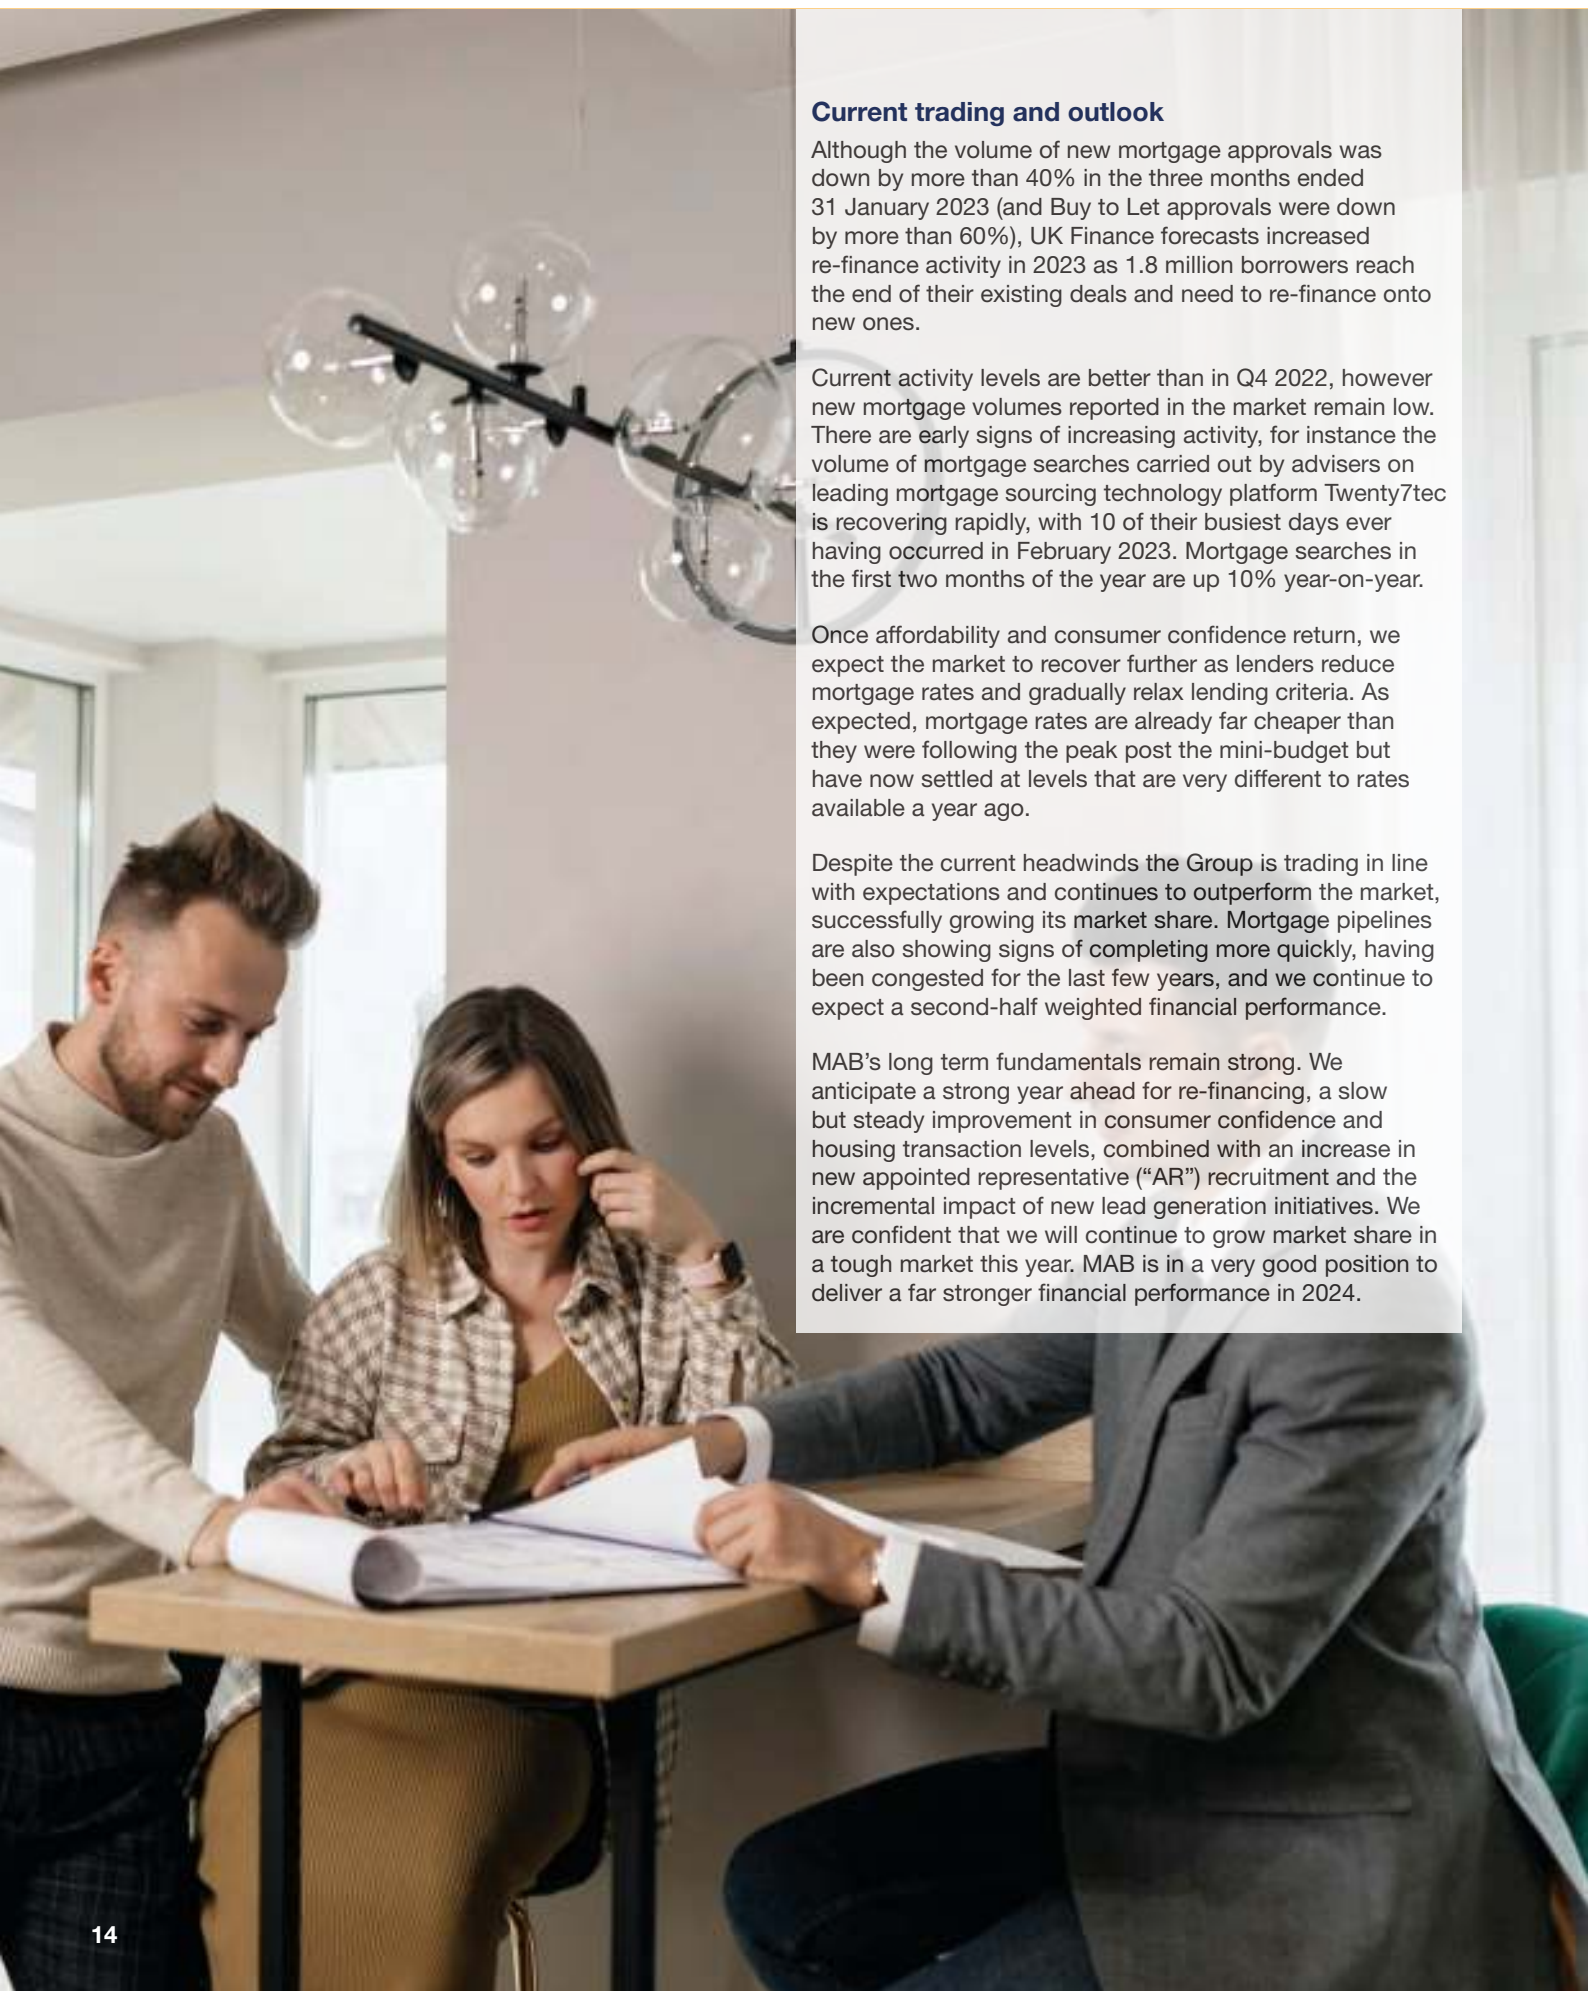 Current trading and outlook
Although the volume of new mortgage approvals was
down by more than 40% in the three months ended
31 January 2023 (and Buy to Let approvals were down
by more than 60%), UK Finance forecasts increased
re-finance activity in 2023 as 1.8 million borrowers reach
the end of their existing deals and need to re-finance onto
new ones.
Current activity levels are better than in Q4 2022, however
new mortgage volumes reported in the market remain low.
There are early signs of increasing activity, for instance the
volume of mortgage searches carried out by advisers on
leading mortgage sourcing technology platform Twenty7tec
is recovering rapidly, with 10 of their busiest days ever
having occurred in February 2023. Mortgage searches in
the first two months of the year are up 10% year-on-year.
Once affordability and consumer confidence return, we
expect the market to recover further as lenders reduce
mortgage rates and gradually relax lending criteria. As
expected, mortgage rates are already far cheaper than
they were following the peak post the mini-budget but
have now settled at levels that are very different to rates
available a year ago.
Despite the current headwinds the Group is trading in line
with expectations and continues to outperform the market,
successfully growing its market share. Mortgage pipelines
are also showing signs of completing more quickly, having
been congested for the last few years, and we continue to
expect a second-half weighted financial performance.
MAB’s long term fundamentals remain strong. We
anticipate a strong year ahead for re-financing, a slow
but steady improvement in consumer confidence and
housing transaction levels, combined with an increase in
new appointed representative (“AR”) recruitment and the
incremental impact of new lead generation initiatives. We
are confident that we will continue to grow market share in
a tough market this year. MAB is in a very good position to
deliver a far stronger financial performance in 2024.
14